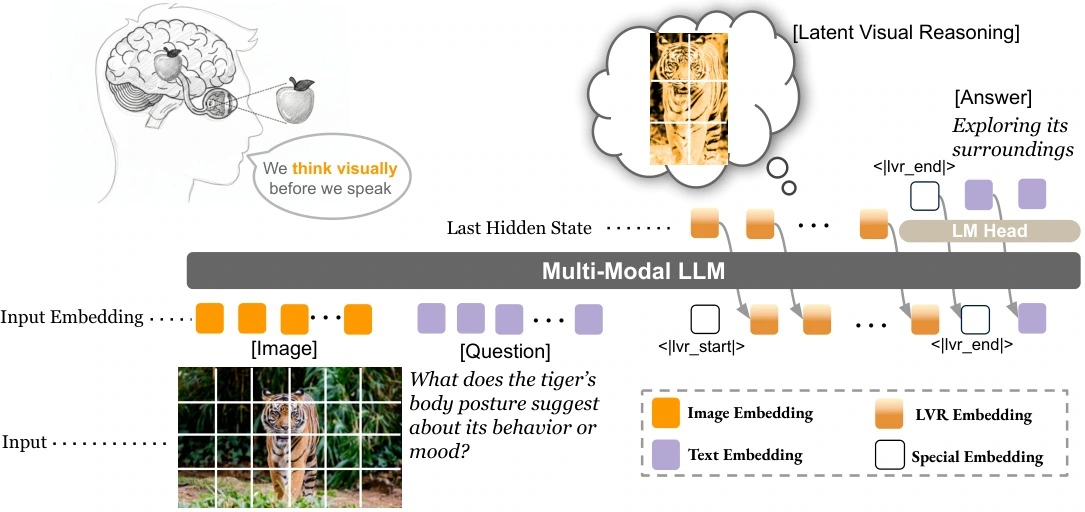 [Latent Visual Reasoning]
[Answer]
Exploring its
surroundings
<|lvr_end|>
We think visually
before we speak
Last Hidden State
LM Head
Multi-Modal LLM
Input Embedding
[Image]
[Question]
<|lvr_start|>
<|lvr_end|>
What does the tiger's
body posture suggest
about its behavior or
mood?
Input
Image Embedding
LVR Embedding
Text Embedding
Special Embedding